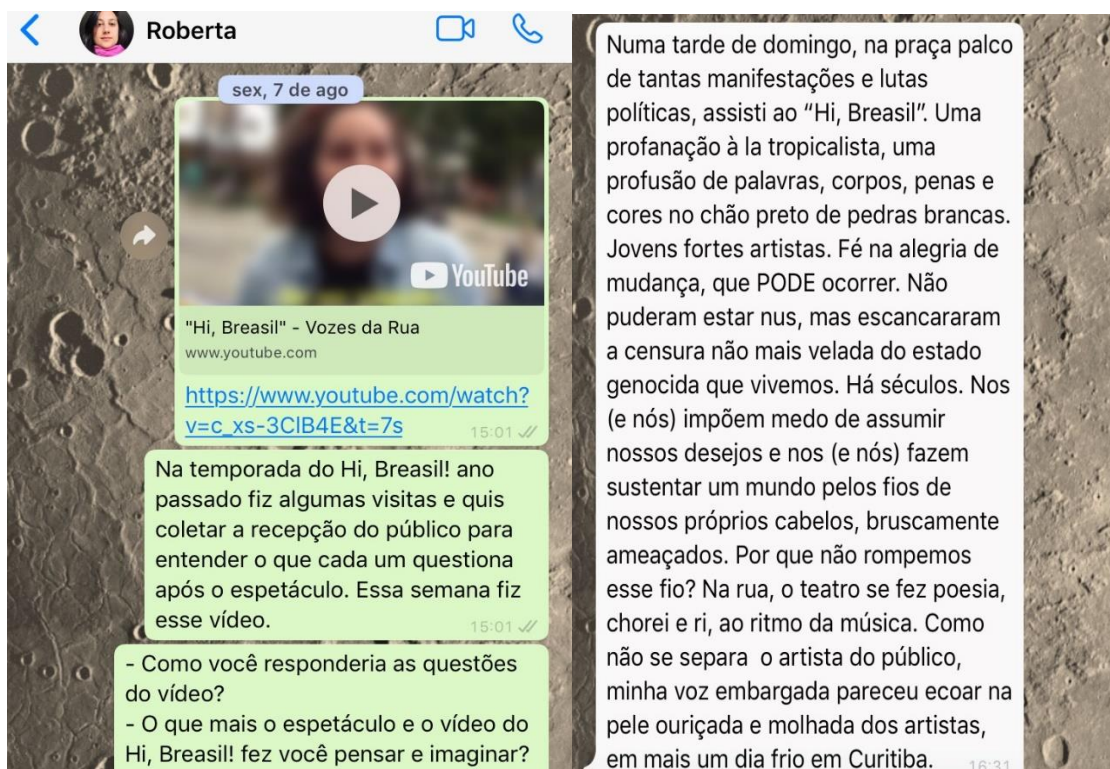 Roberta
sex, 7 de ago
YouTube
"Hi, Breasil" - Vozes da Rua
www.youtube.com
https://www.youtube.com/watch?
v=c_xs-3ClB4E&t=7s
15:01
Na temporada do Hi, Breasil! ano
passado fiz algumas visitas e quis
coletar a recepção do público para
entender o que cada um questiona
após o espetáculo. Essa semana fiz
esse vídeo.
15:01
- Como você responderia as questões
do vídeo?
- O que mais o espetáculo e o vídeo do
Hi, Breasil! fez você pensar e imaginar?
Numa tarde de domingo, na praça palco
de tantas manifestações e lutas
políticas, assisti ao “Hi, Breasil”. Uma
profanação à la tropicalista, uma
profusão de palavras, corpos, penas e
cores no chão preto de pedras brancas.
Jovens fortes artistas. Fé na alegria de
mudança, que PODE ocorrer. Não
puderam estar nus, mas escancararam
a censura não mais velada do estado
genocida que vivemos. Há séculos. Nos
(e nós) impõem medo de assumir
nossos desejos e nos (e nós) fazem
sustentar um mundo pelos fios de
nossos próprios cabelos, bruscamente
ameaçados. Por que não rompemos
esse fio? Na rua, o teatro se fez poesia,
chorei e ri, ao ritmo da música. Como
não se separa o artista do público,
minha voz embargada pareceu ecoar na
pele ouriçada e molhada dos artistas,
em mais um dia frio em Curitiba.
16:31